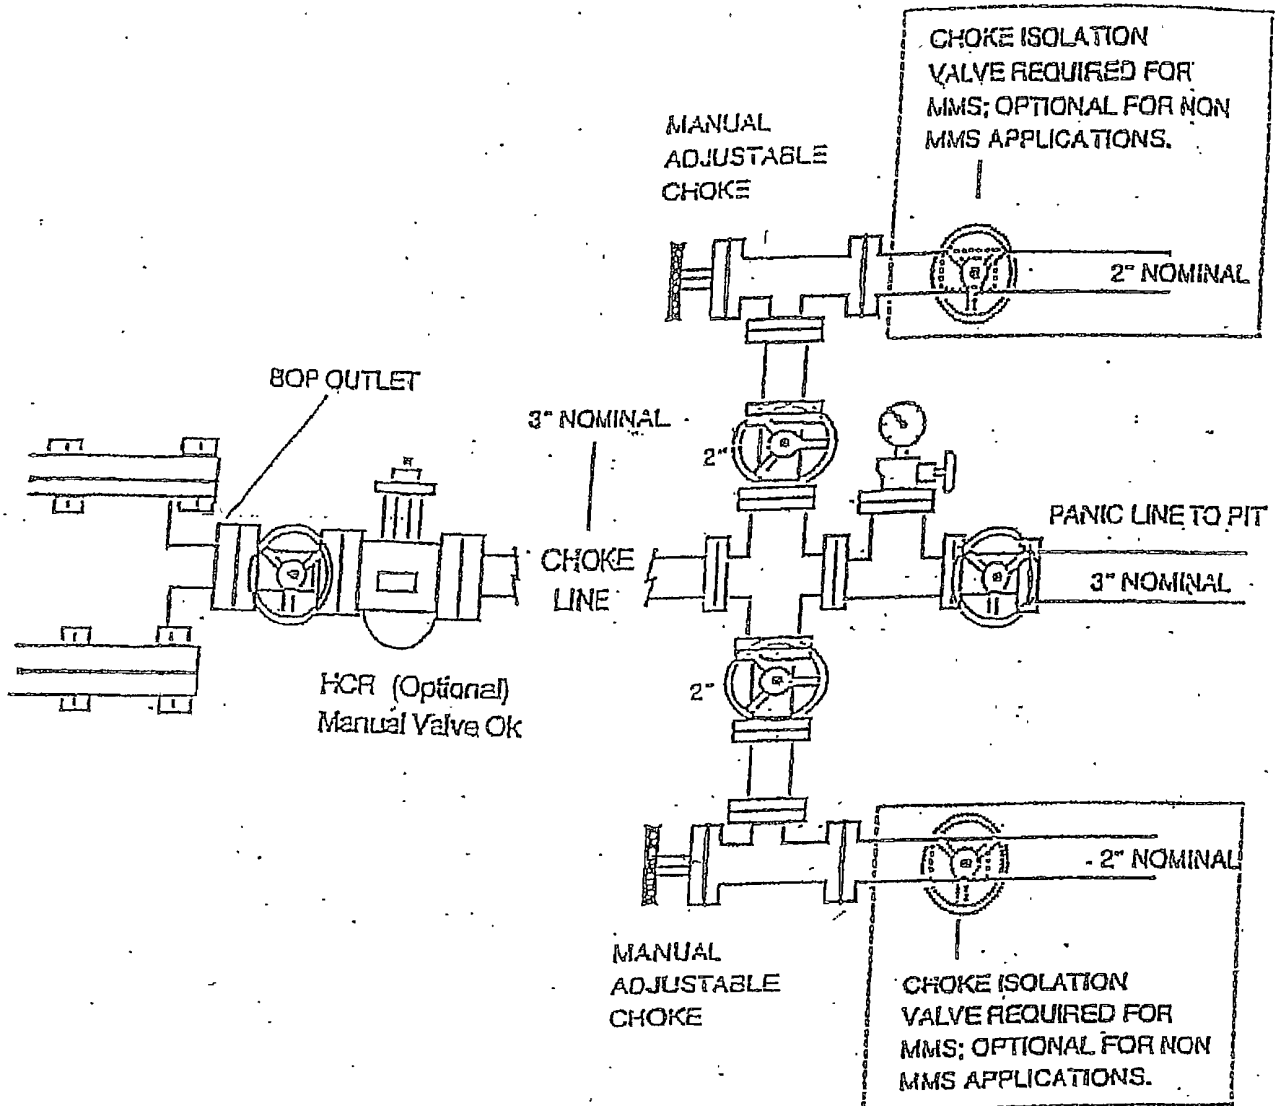 CHOKE ISOLATION
VALVE REQUIRED FOR
MMS; OPTIONAL FOR NON
MMS APPLICATIONS.
MANUAL
ADJUSTABLE
CHOKE
2" NOMINAL
BOP OUTLET
3" NOMINAL
2"
PANIC LINE TO PIT
CHOKE
LINE
3" NOMINAL
HCR (Optional)
Manual Valve Ok
2"
2" NOMINAL
MANUAL
ADJUSTABLE
CHOKE
CHOKE ISOLATION
VALVE REQUIRED FOR
MMS; OPTIONAL FOR NON
MMS APPLICATIONS.